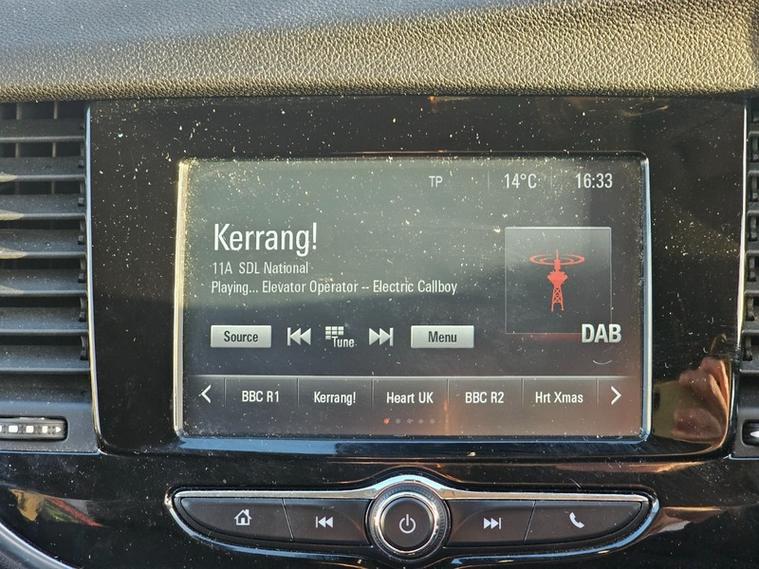 TP 14°C 16:33
Kerrang!
11A SDL National
Playing... Elevator Operator -- Electric Callboy
DAB
Source Tune Menu
BBC R1 Kerrang! Heart UK BBC R2 Hrt Xmas